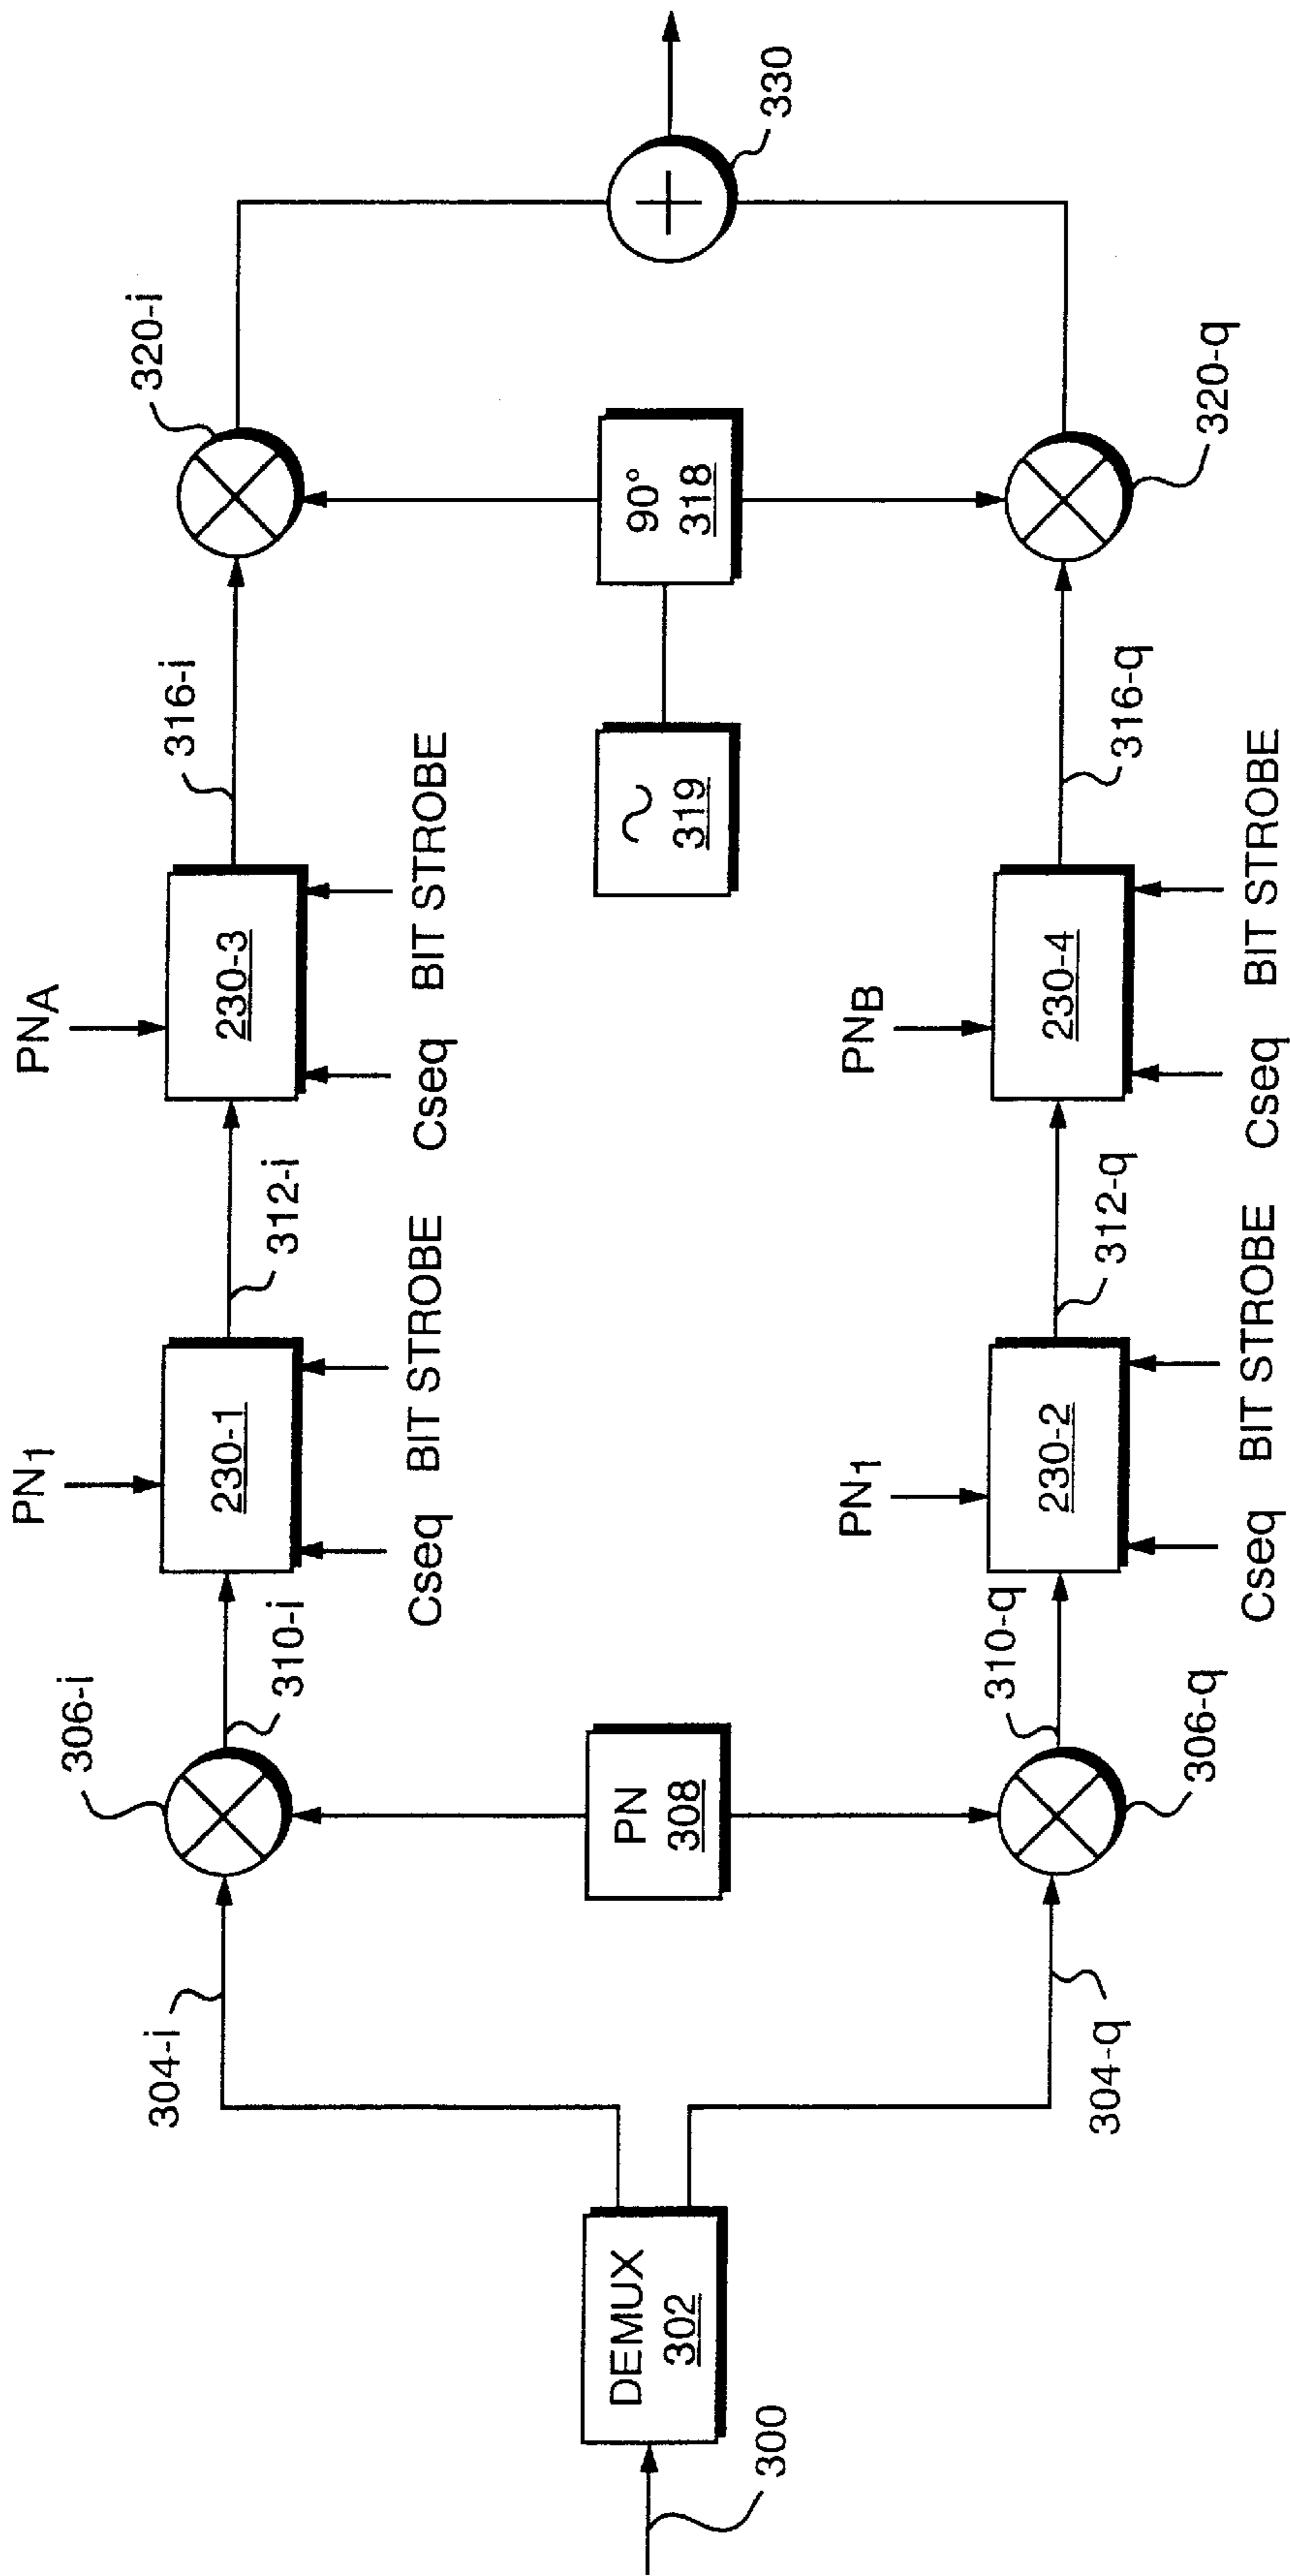 300
DEMUX
302
304-i
304-q
306-i
PN
308
306-q
310-i
310-q
PN1
230-1
Cseq
BIT STROBE
PN1
230-2
Cseq
BIT STROBE
312-i
312-q
PNA
230-3
Cseq
BIT STROBE
PNB
230-4
Cseq
BIT STROBE
316-i
316-q
~
319
90°
318
320-i
320-q
+
330